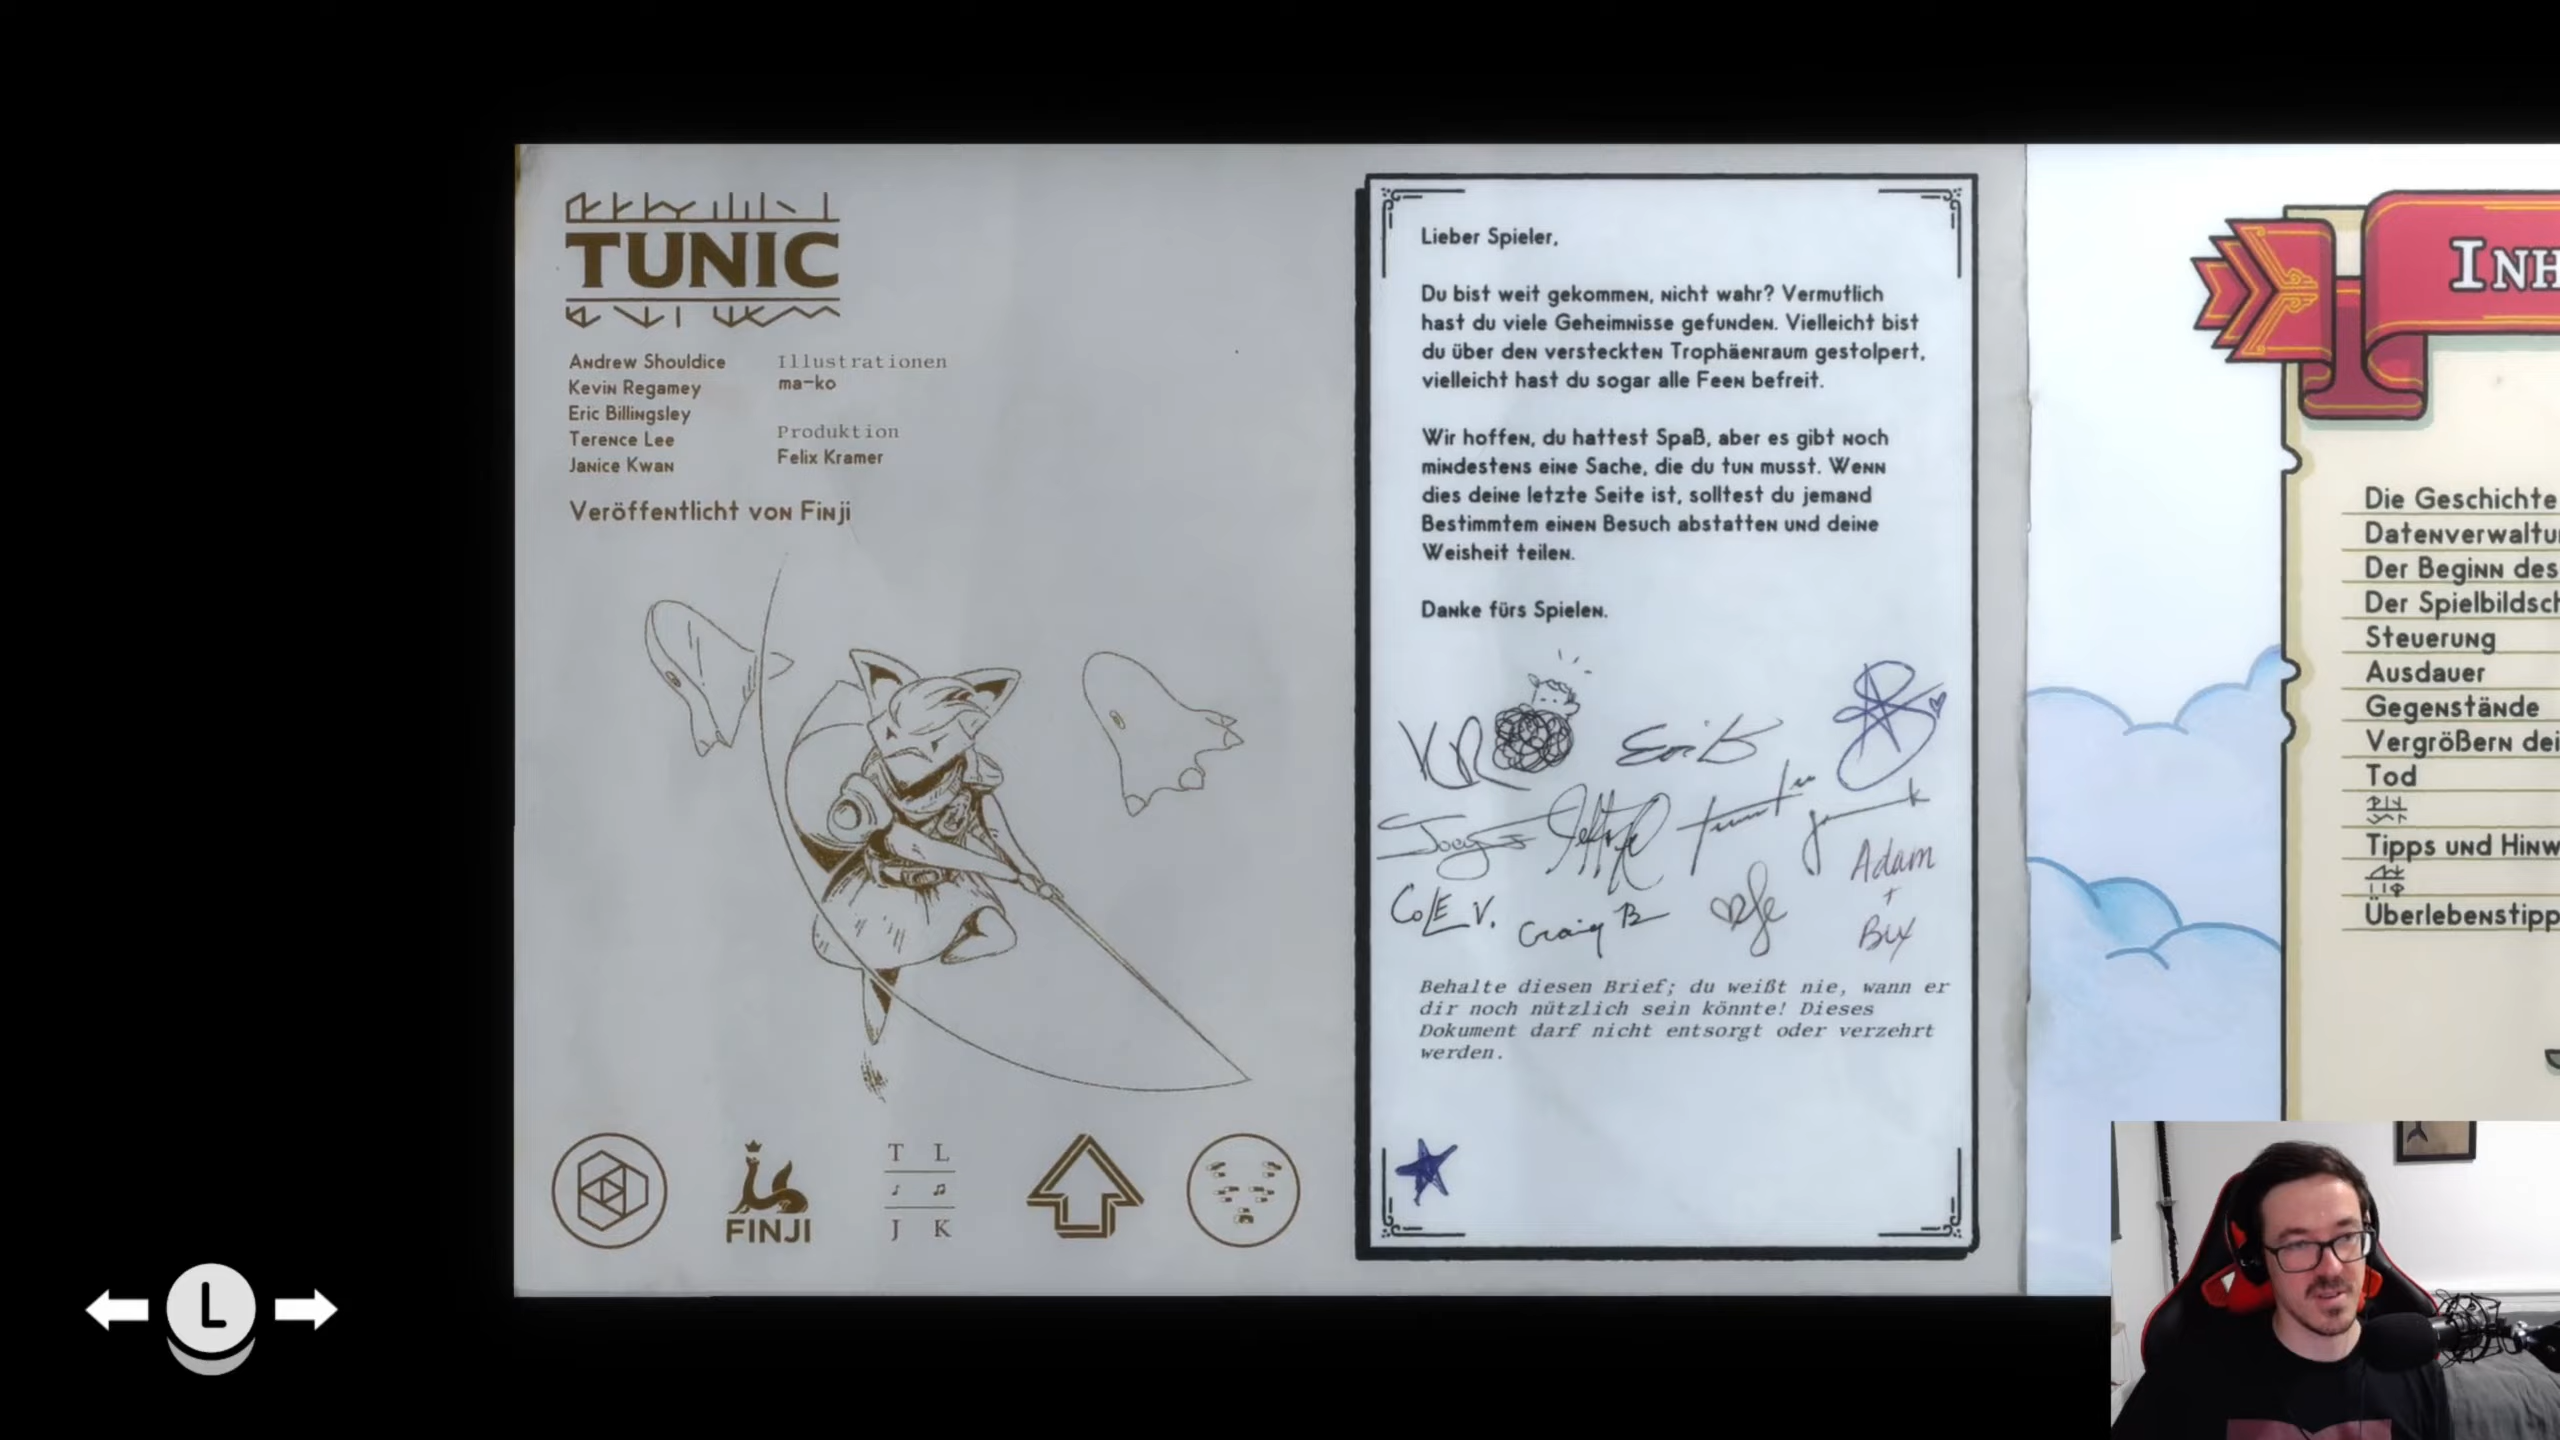 TUNIC
Andrew Shouldice
Kevin Regamey
Eric Billingsley
Terence Lee
Janice Kwan
Illustrationen
ma-ko
Produktion
Felix Kramer
Veröffentlicht von Finji
FINJI
T L
J K
Lieber Spieler,
Du bist weit gekommen, nicht wahr? Vermutlich
hast du viele Geheimnisse gefunden. Vielleicht bist
du über den versteckten Trophäenraum gestolpert,
vielleicht hast du sogar alle Feen befreit.
Wir hoffen, du hattest Spaß, aber es gibt noch
mindestens eine Sache, die du tun musst. Wenn
dies deine letzte Seite ist, solltest du jemand
Bestimmtem einen Besuch abstatten und deine
Weisheit teilen.
Danke fürs Spielen.
KR
Eric B
Cole V.
Craig B
Adam
+
Bex
Behalte diesen Brief; du weißt nie, wann er
dir noch nützlich sein könnte! Dieses
Dokument darf nicht entsorgt oder verzehrt
werden.
INH
Die Geschichte
Datenverwaltu
Der Beginn des
Der Spielbildsch
Steuerung
Ausdauer
Gegenstände
Vergrößern dei
Tod
Tipps und Hinw
Überlebenstipp
L